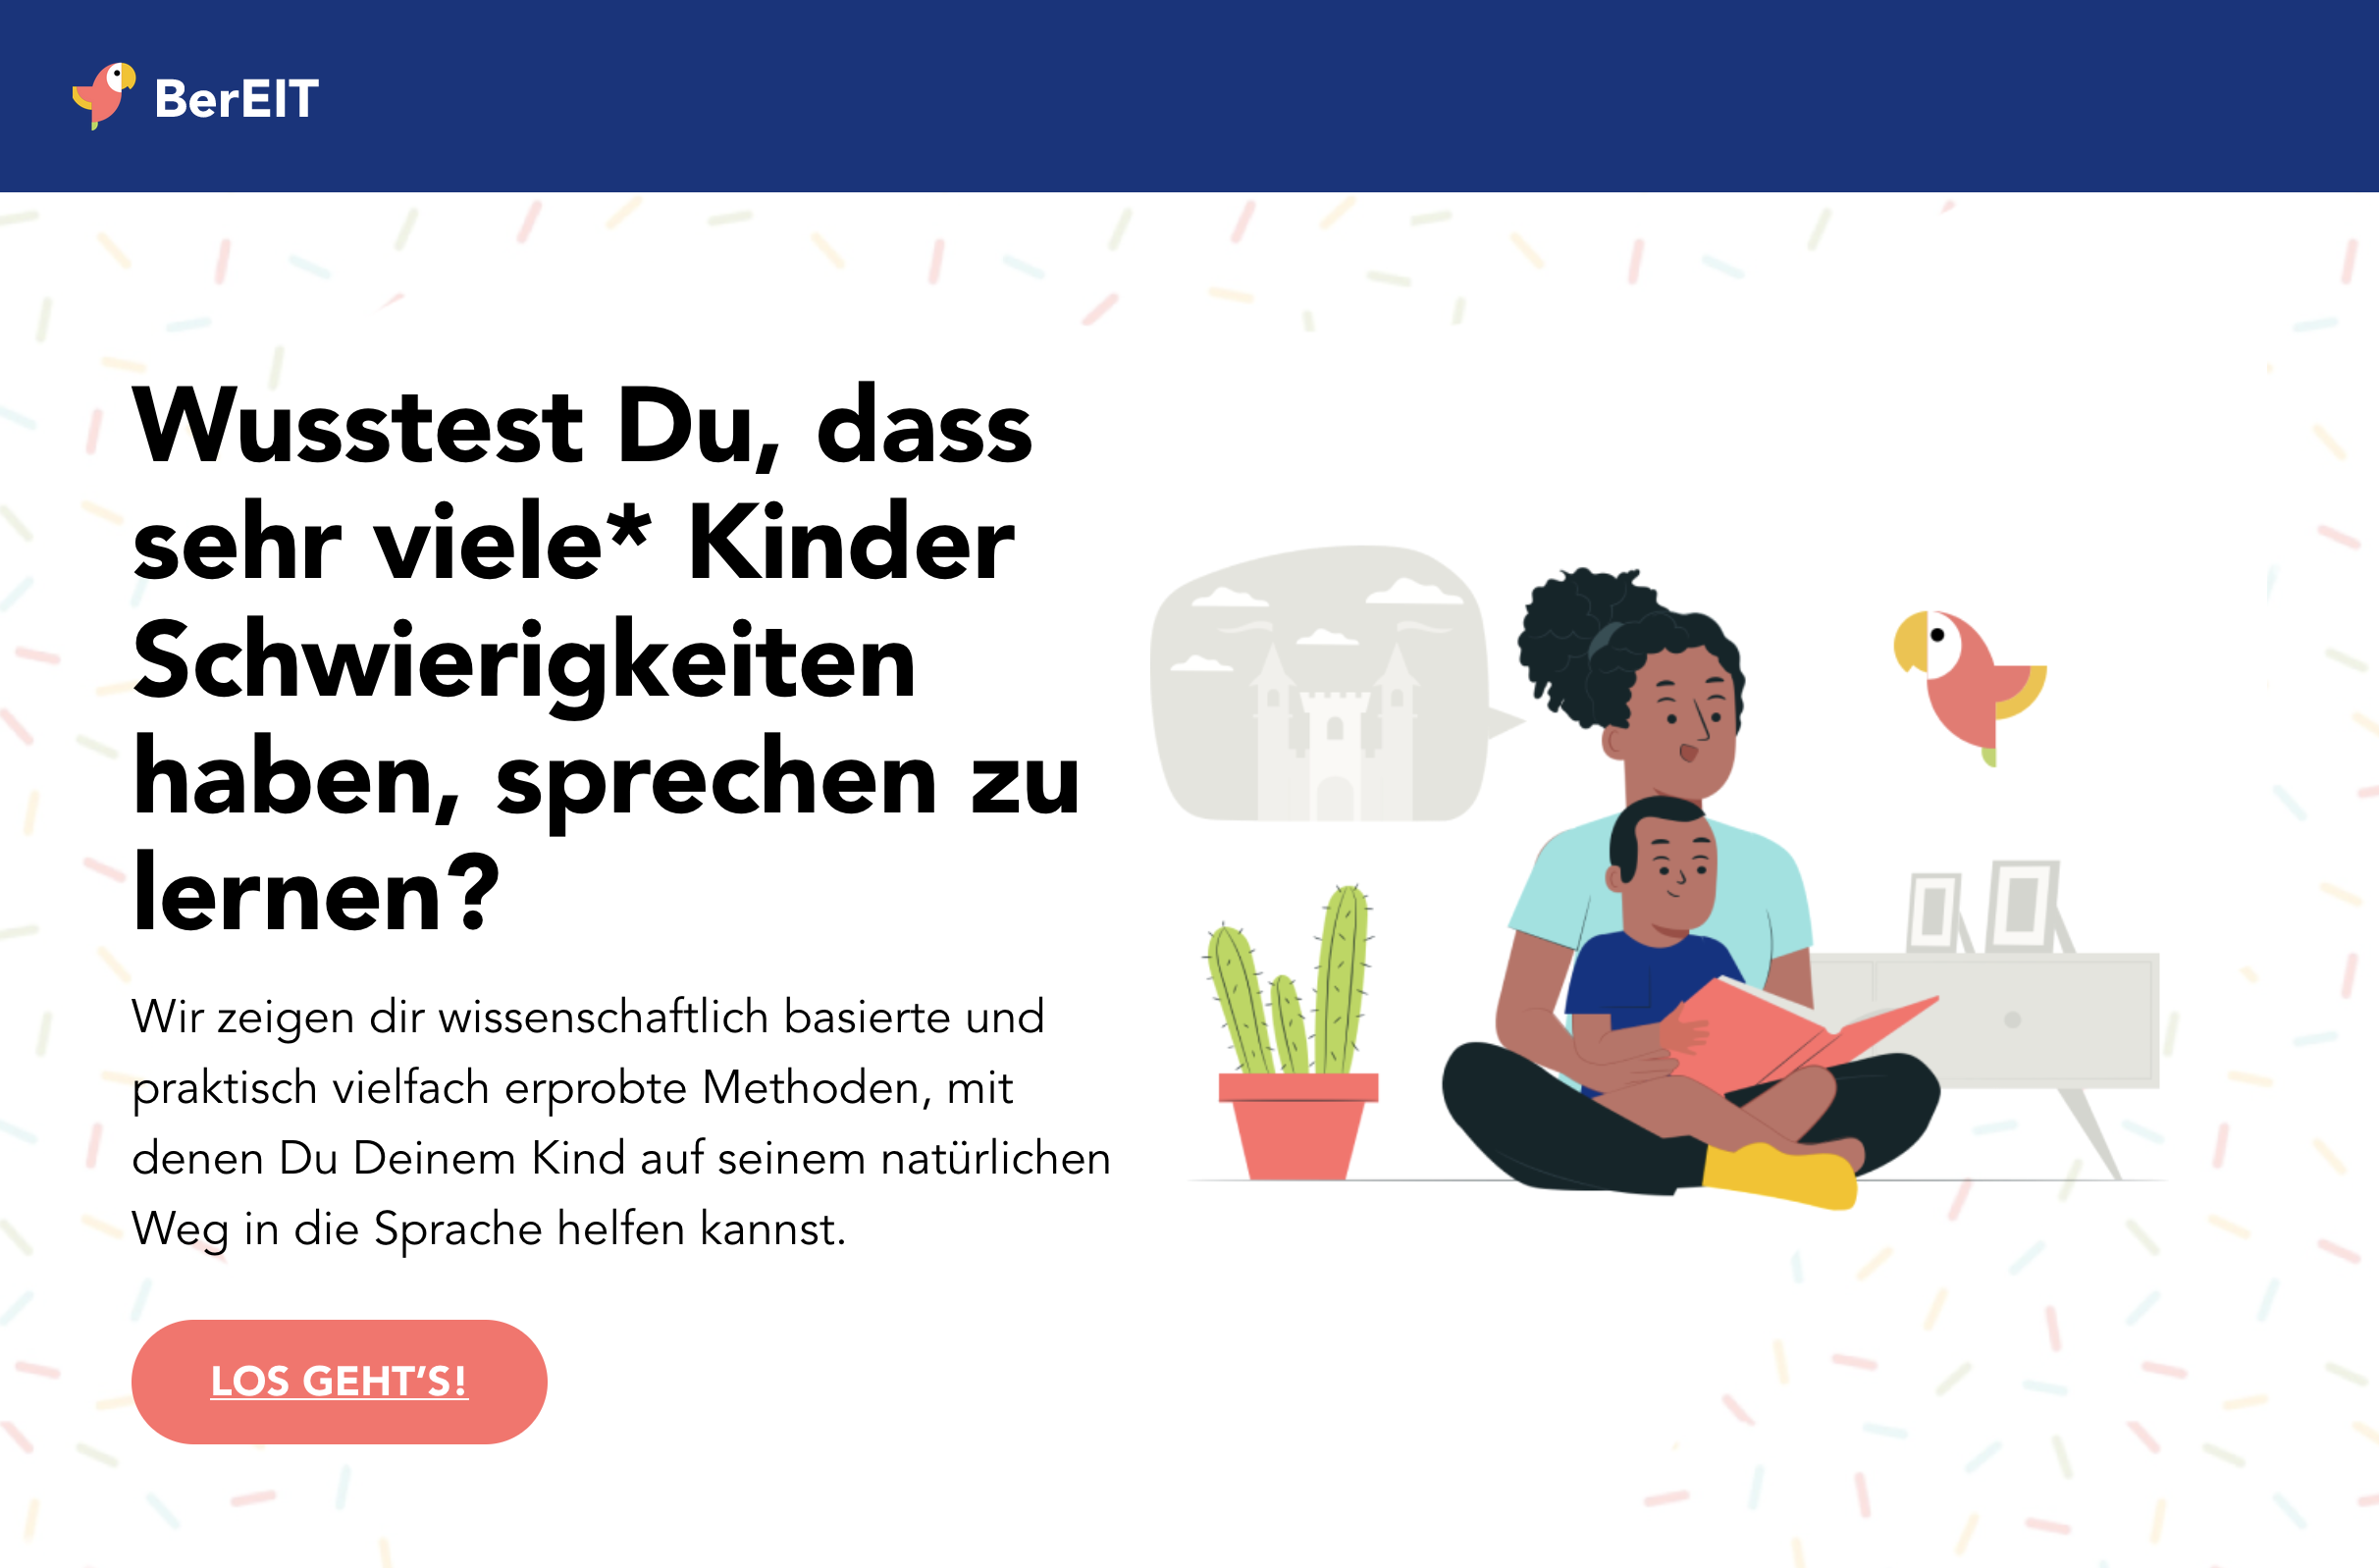 BerEIT
Wusstest Du, dass
sehr viele* Kinder
Schwierigkeiten
haben, sprechen zu
lernen?
Wir zeigen dir wissenschaftlich basierte und
praktisch vielfach erprobte Methoden, mit
denen Du Deinem Kind auf seinem natürlichen
Weg in die Sprache helfen kannst.
LOS GEHT’S!